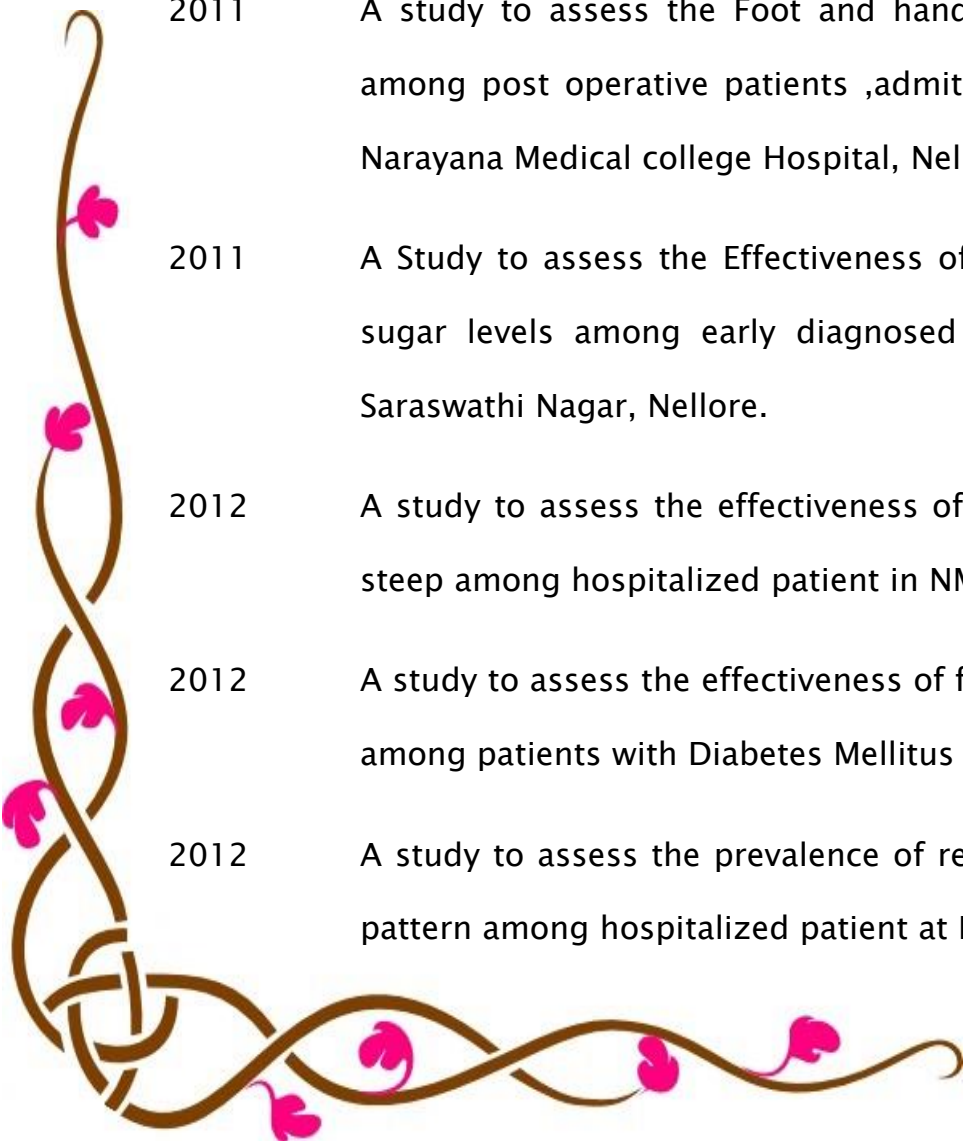 2011 A study to assess the Foot and hand
among post operative patients ,admit
Narayana Medical college Hospital, Nel
2011 A Study to assess the Effectiveness of
sugar levels among early diagnosed
Saraswathi Nagar, Nellore.
2012 A study to assess the effectiveness of
steep among hospitalized patient in NM
2012 A study to assess the effectiveness of f
among patients with Diabetes Mellitus
2012 A study to assess the prevalence of re
pattern among hospitalized patient at